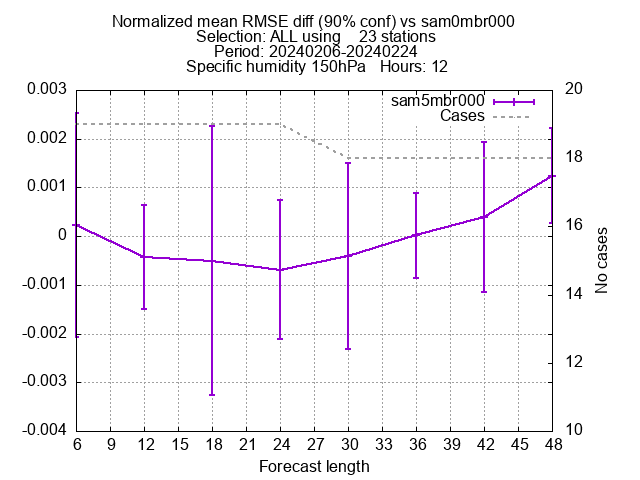 Normalized mean RMSE diff (90% conf) vs sam0mbr000
Selection: ALL using    23 stations
Period: 20240206-20240224
Specific humidity 150hPa   Hours: 12
sam5mbr000
Cases
0.003
0.002
0.001
0
-0.001
-0.002
-0.003
-0.004
20
18
16
14
12
10
No cases
6 9 12 15 18 21 24 27 30 33 36 39 42 45 48
Forecast length